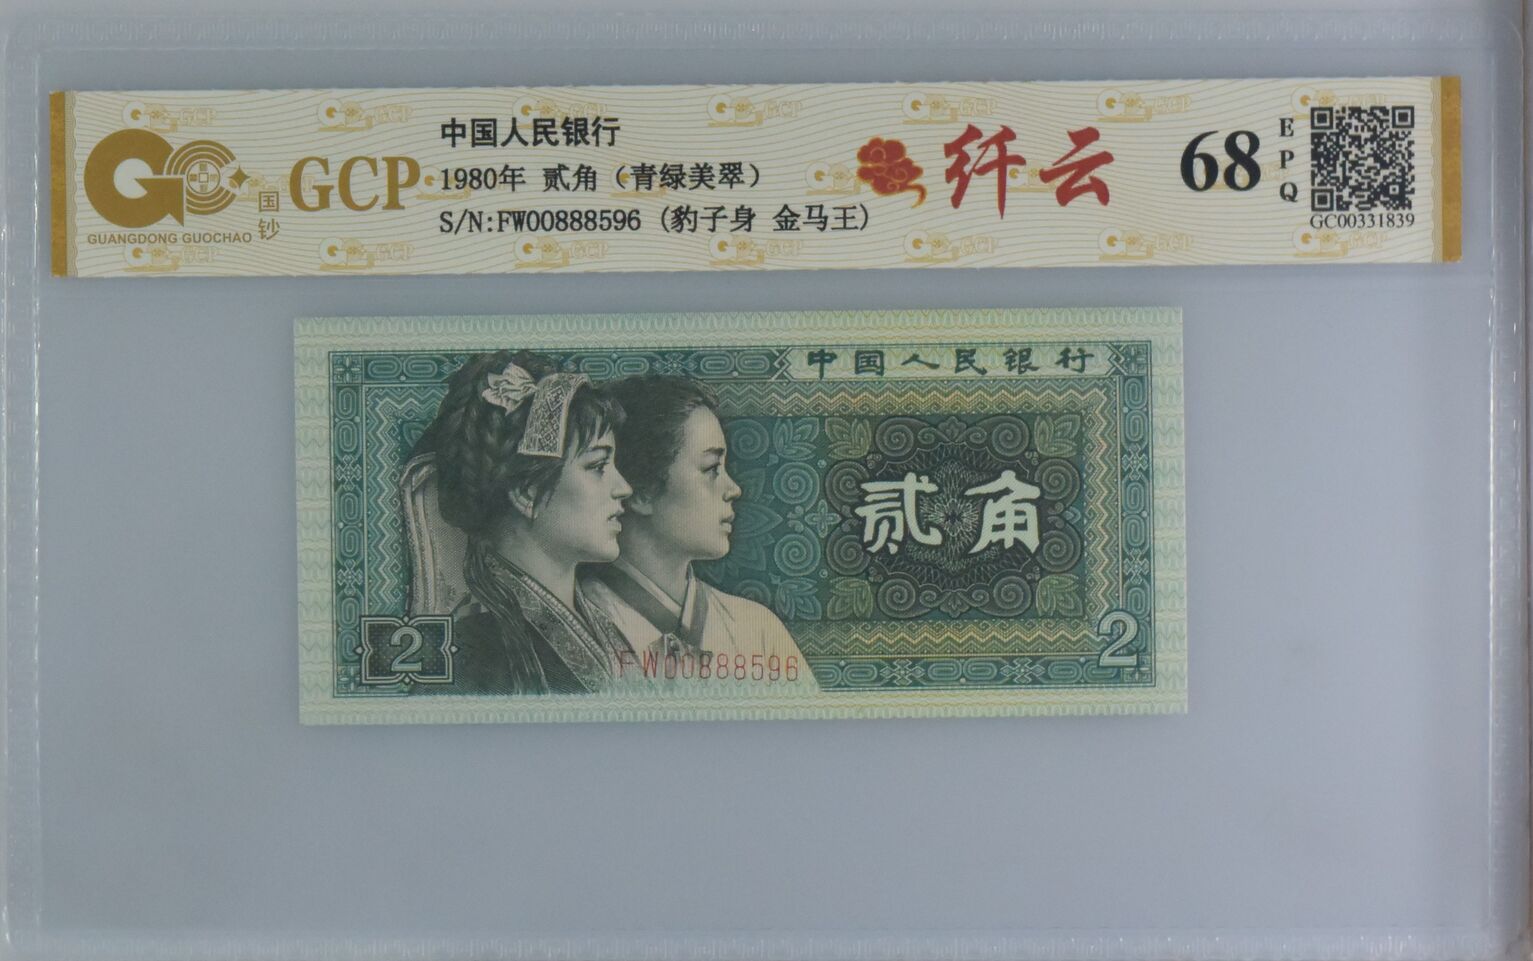 GCP
国钞
GUANGDONG GUOCHAO
中国人民银行
1980年 贰角（青绿美翠）
S/N:FW00888596 (豹子身 金马王)
纤云
68
EPQ
GC00331839
中国人民银行
贰角
2
2
FW00888596